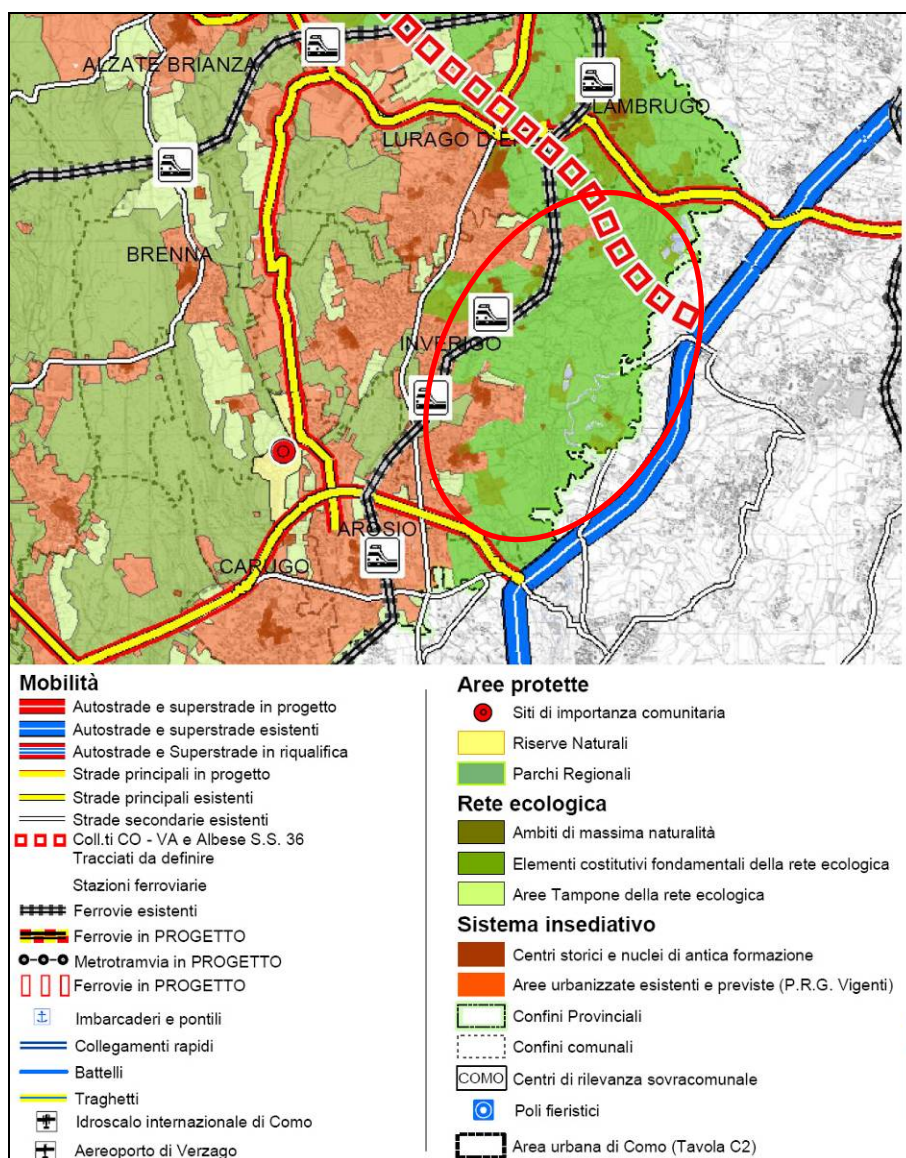 ALZATE BRIANZA
LAMBRUGO
LURAGO D'E
BRENNA
INVERIGO
AROSIO
CARUGO
Mobilità
Autostrade e superstrade in progetto
Autostrade e superstrade esistenti
Autostrade e Superstrade in riqualifica
Strade principali in progetto
Strade principali esistenti
Strade secondarie esistenti
Coll.ti CO - VA e Albese S.S. 36
Tracciati da definire
Stazioni ferroviarie
Ferrovie esistenti
Ferrovie in PROGETTO
Metrotramvia in PROGETTO
Ferrovie in PROGETTO
Imbarcaderi e pontili
Collegamenti rapidi
Battelli
Traghetti
Idroscalo internazionale di Como
Aereoporto di Verzago
Aree protette
Siti di importanza comunitaria
Riserve Naturali
Parchi Regionali
Rete ecologica
Ambiti di massima naturalità
Elementi costitutivi fondamentali della rete ecologica
Aree Tampone della rete ecologica
Sistema insediativo
Centri storici e nuclei di antica formazione
Aree urbanizzate esistenti e previste (P.R.G. Vigenti)
Confini Provinciali
Confini comunali
COMO Centri di rilevanza sovracomunale
Poli fieristici
Area urbana di Como (Tavola C2)